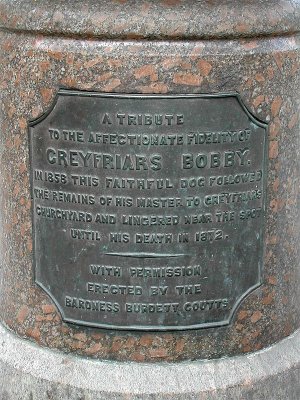 A TRIBUTE
TO THE AFFECTIONATE FIDELITY OF
GREYFRIARS BOBBY.
IN 1858 THIS FAITHFUL DOG FOLLOWED
THE REMAINS OF HIS MASTER TO GREYFRIARS
CHURCHYARD AND LINGERED NEAR THE SPOT
UNTIL HIS DEATH IN 1872.
WITH PERMISSION
ERECTED BY THE
BARONESS BURDETT COUTTS